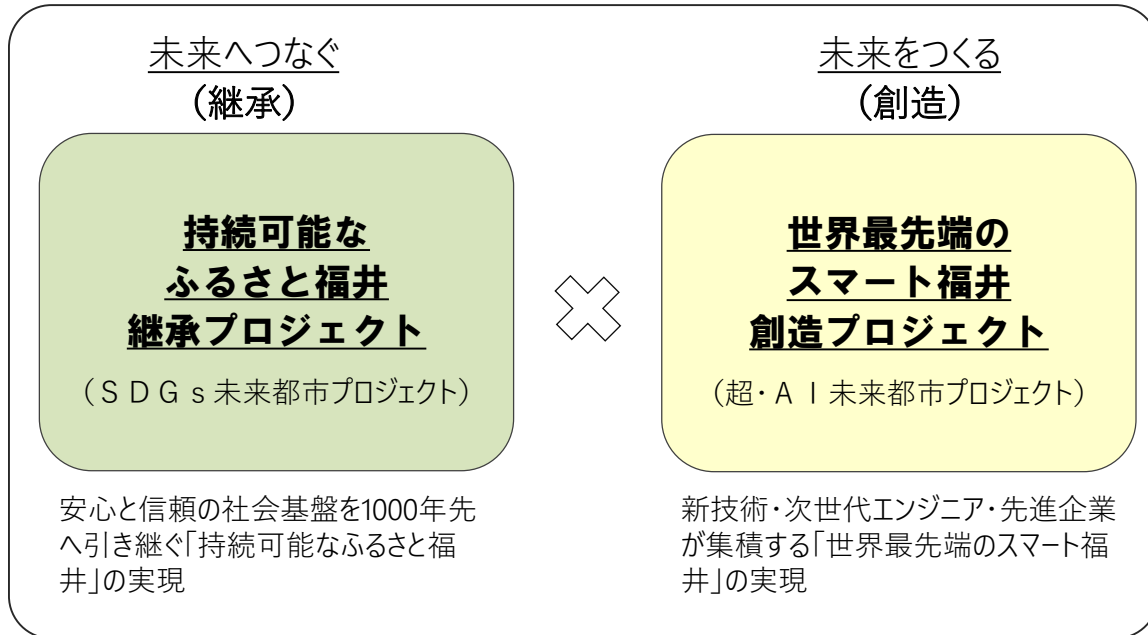 未来へつなぐ
(継承)
持続可能な
ふるさと福井
継承プロジェクト
(SDGs未来都市プロジェクト)
安心と信頼の社会基盤を1000年先
へ引き継ぐ「持続可能なふるさと福
井」の実現
未来をつくる
(創造)
世界最先端の
スマート福井
創造プロジェクト
(超・AI未来都市プロジェクト)
新技術・次世代エンジニア・先進企業
が集積する「世界最先端のスマート福
井」の実現